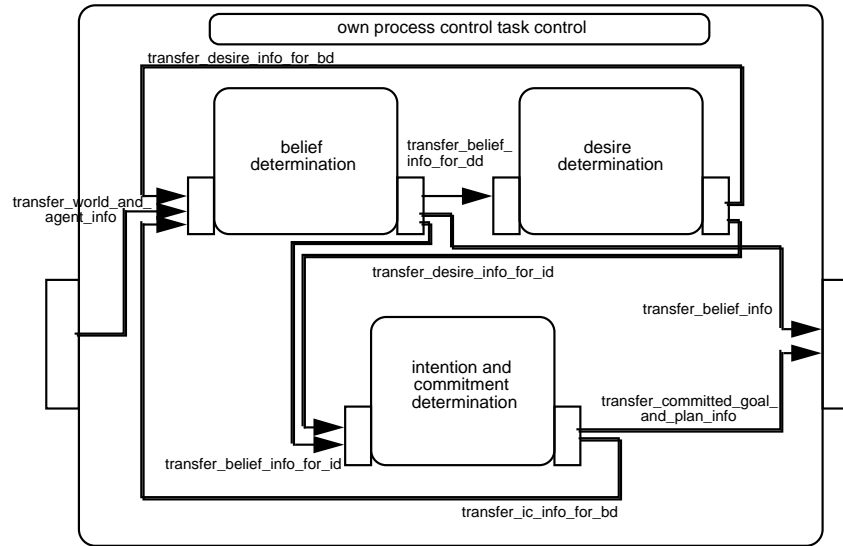 own process control task control
transfer_desire_info_for_bd
belief
determination
transfer_belief_
info_for_dd
desire
determination
transfer_world_and_
agent_info
transfer_desire_info_for_id
transfer_belief_info
intention and
commitment
determination
transfer_committed_goal_
and_plan_info
transfer_belief_info_for_id
transfer_ic_info_for_bd